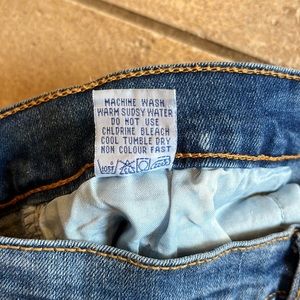 MACHINE WASH
WARM SUDSY WATER
DO NOT USE
CHLORINE BLEACH
COOL TUMBLE DRY
NON COLOUR FAST